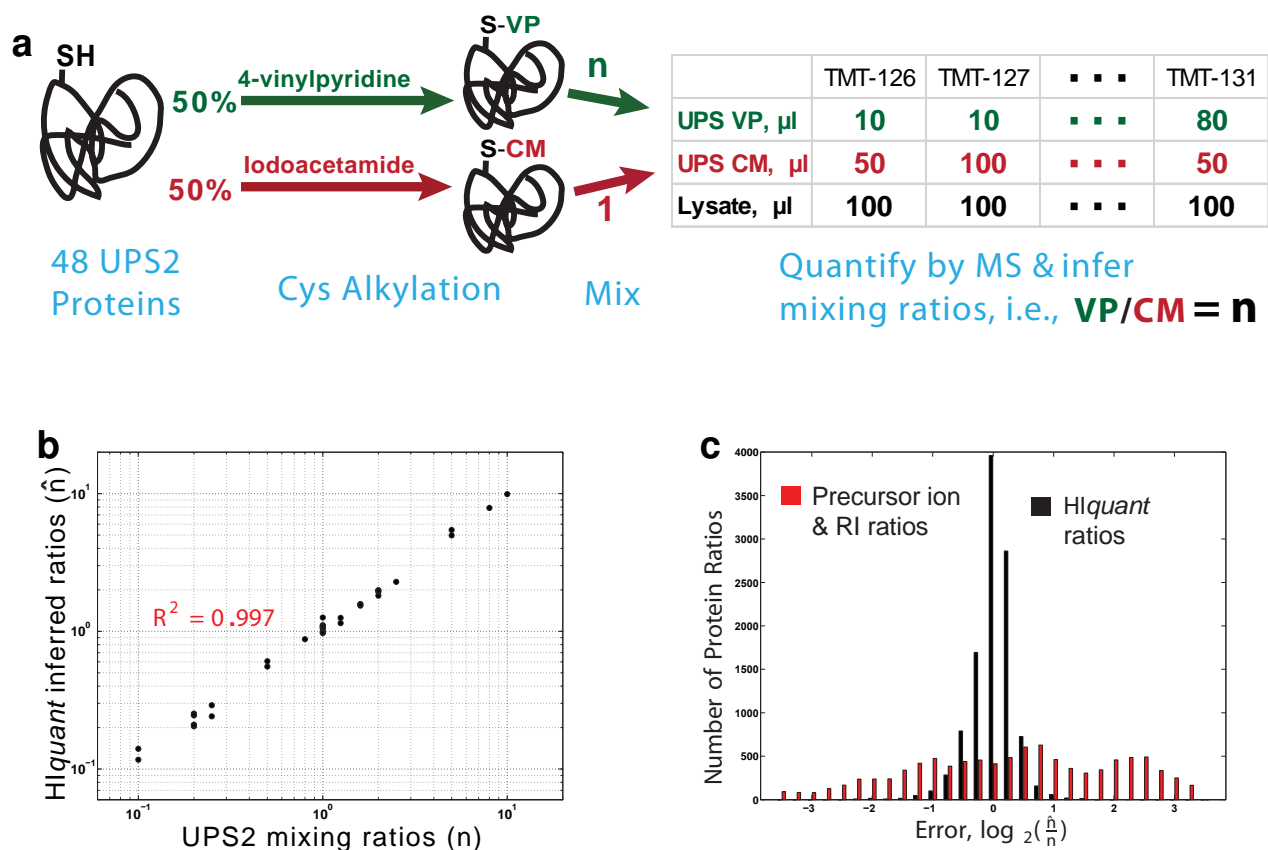 a
SH
50%
4-vinylpyridine
S-VP
n
50%
Iodoacetamide
S-CM
1
48 UPS2
Proteins
Cys Alkylation
Mix
TMT-126 TMT-127 ▪ ▪ ▪ TMT-131
UPS VP, µl 10 10 ▪ ▪ ▪ 80
UPS CM, µl 50 100 ▪ ▪ ▪ 50
Lysate, µl 100 100 ▪ ▪ ▪ 100
Quantify by MS & infer
mixing ratios, i.e., VP/CM = n
b
HIquant inferred ratios (n̂)
10¹
10⁰
10⁻¹
R² = 0.997
10⁻¹ 10⁰ 10¹
UPS2 mixing ratios (n)
c
Number of Protein Ratios
4000
3500
3000
2500
2000
1500
1000
500
0
Precursor ion
& RI ratios
HIquant
ratios
−3 −2 −1 0 1 2 3
Error, log ₂(n̂/n)